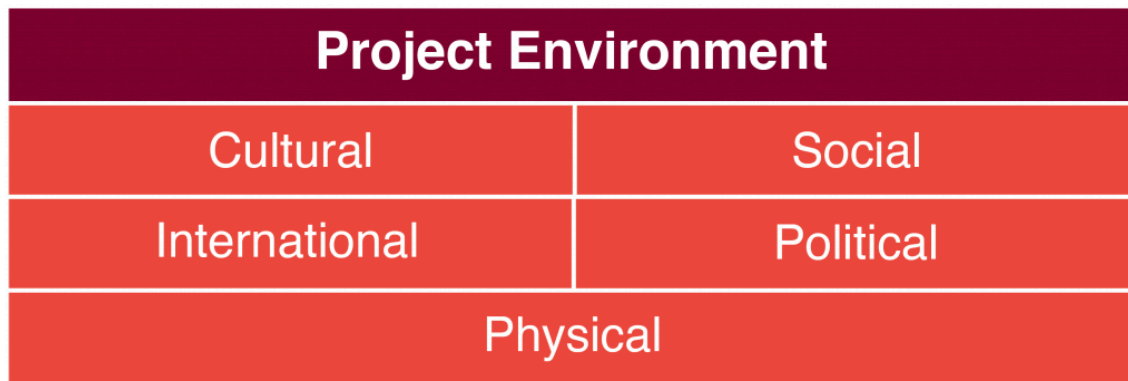 Project Environment
Cultural
Social
International
Political
Physical